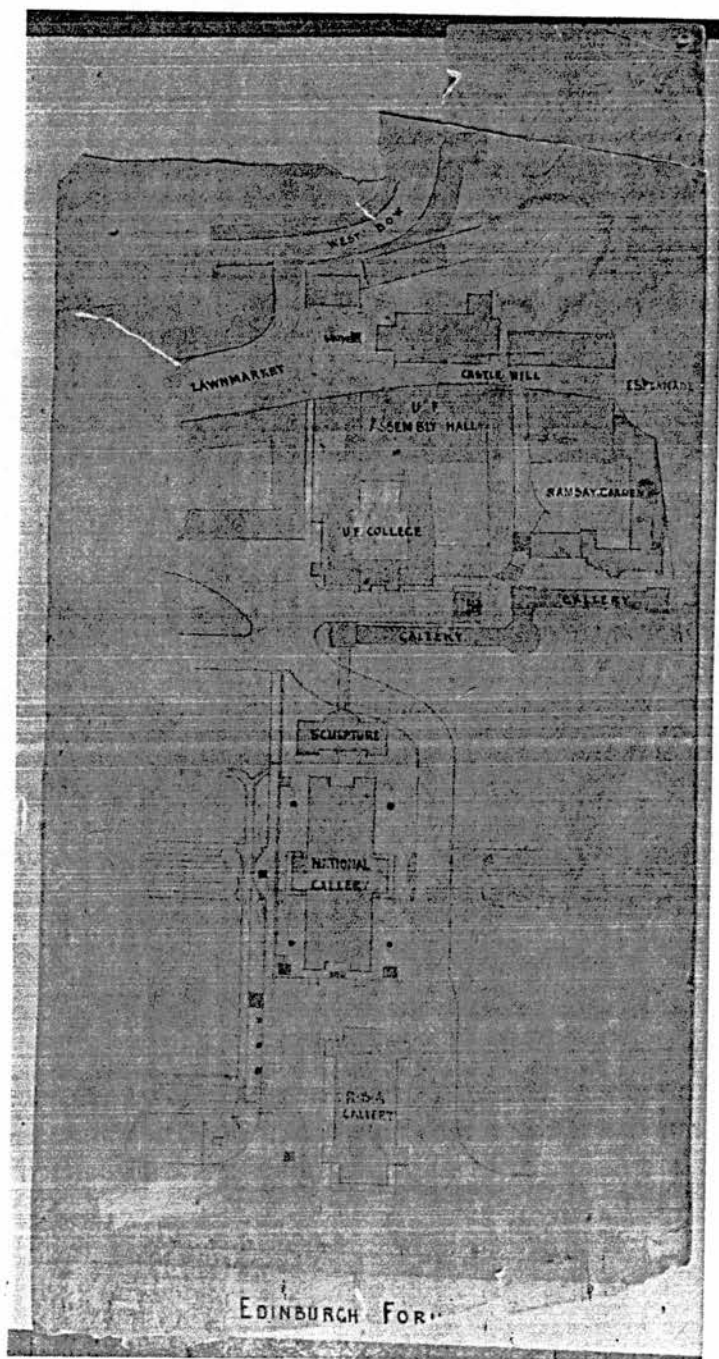 WEST BOW
LAWNMARKET
CASTLE HILL
ESPLANADE
U F
ASSEMBLY HALL
RAMSAY GARDEN
U F COLLEGE
GALLERY
GALLERY
SCULPTURE
NATIONAL
GALLERY
R·S·A
GALLERY
EDINBURGH FOR